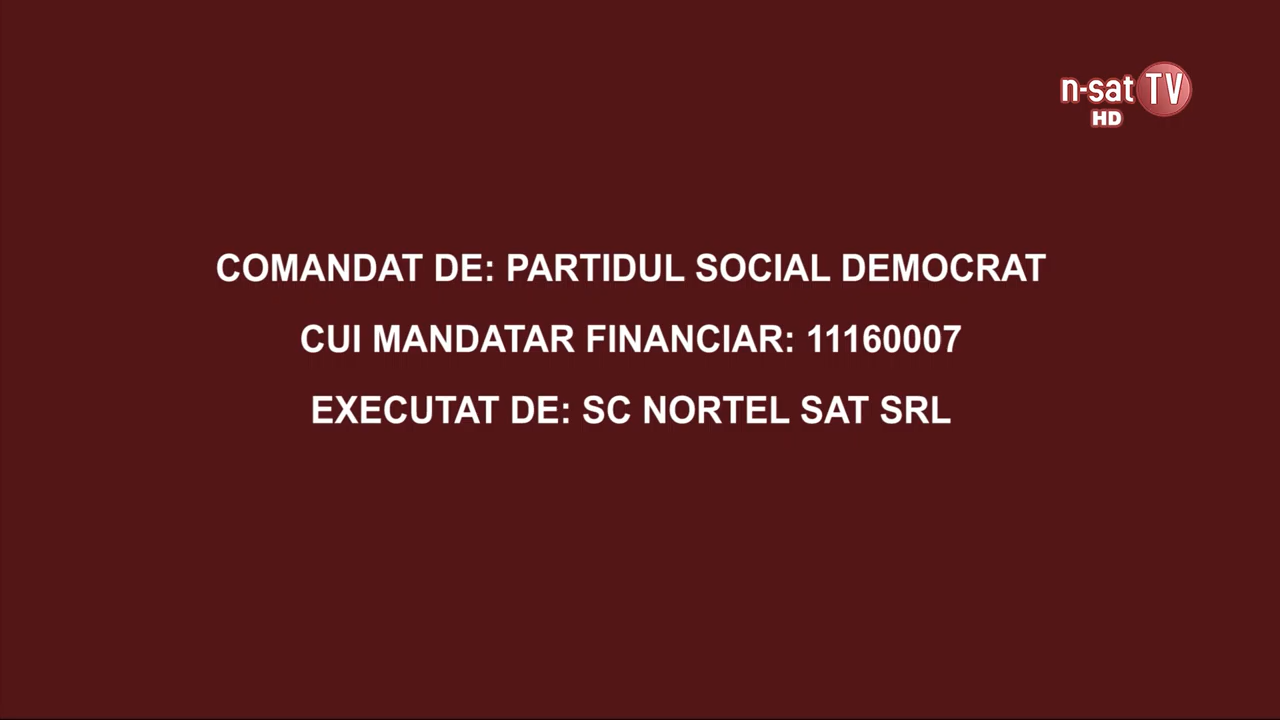 n-sat TV
HD
COMANDAT DE: PARTIDUL SOCIAL DEMOCRAT
CUI MANDATAR FINANCIAR: 11160007
EXECUTAT DE: SC NORTEL SAT SRL